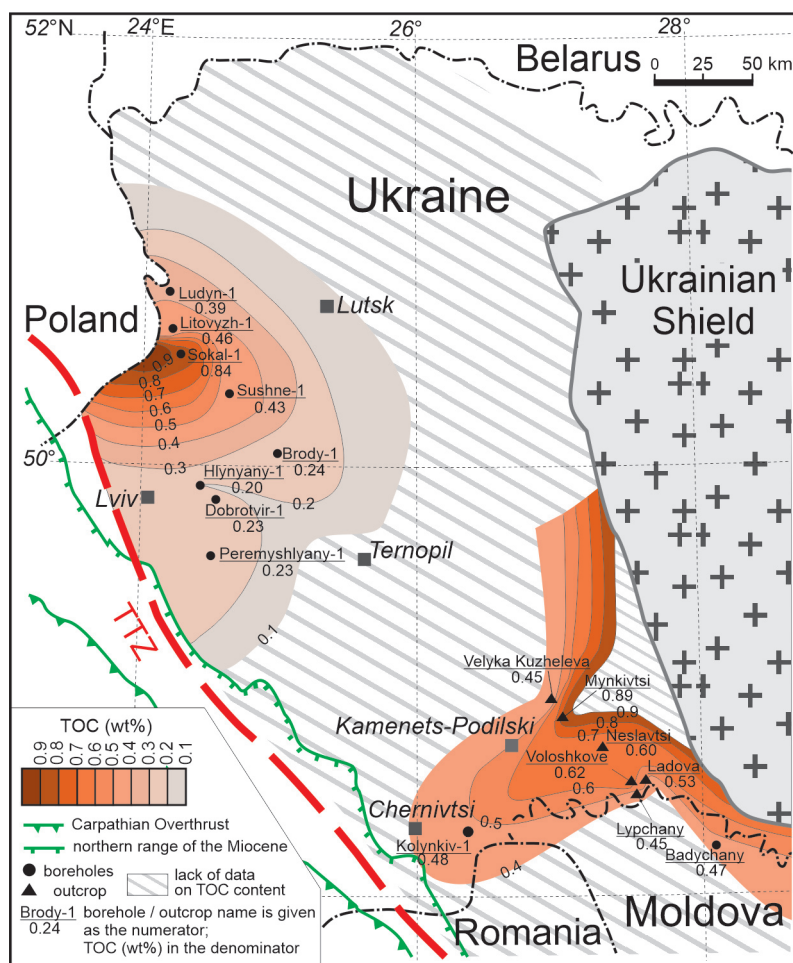 52°N
24°E
26°
28°
Belarus
0 25 50 km
Ukraine
Ukrainian
Shield
Poland
Ludyn-1
0.39
Lutsk
Litovyzh-1
0.46
Sokal-1
0.84
0.9
0.8
0.7
0.6
0.5
0.4
0.3
Sushne-1
0.43
50°
Brody-1
0.24
Hlynyany-1
0.20
0.2
Lviv
Dobrotvir-1
0.23
Peremyshlyany-1
0.23
Ternopil
0.1
TTZ
Velyka Kuzheleva
0.45
Mynkivtsi
0.89
0.9
0.8
0.7
Neslavtsi
0.60
Kamenets-Podilski
Voloshkove
0.62
0.6
Ladova
0.53
Chernivtsi
0.5
Lypchany
0.45
Kolynkiv-1
0.48
0.4
Badychany
0.47
Moldova
Romania
TOC (wt%)
0.9 0.8 0.7 0.6 0.5 0.4 0.3 0.2 0.1
Carpathian Overthrust
northern range of the Miocene
boreholes
outcrop
lack of data
on TOC content
Brody-1
0.24
borehole / outcrop name is given
as the numerator;
TOC (wt%) in the denominator